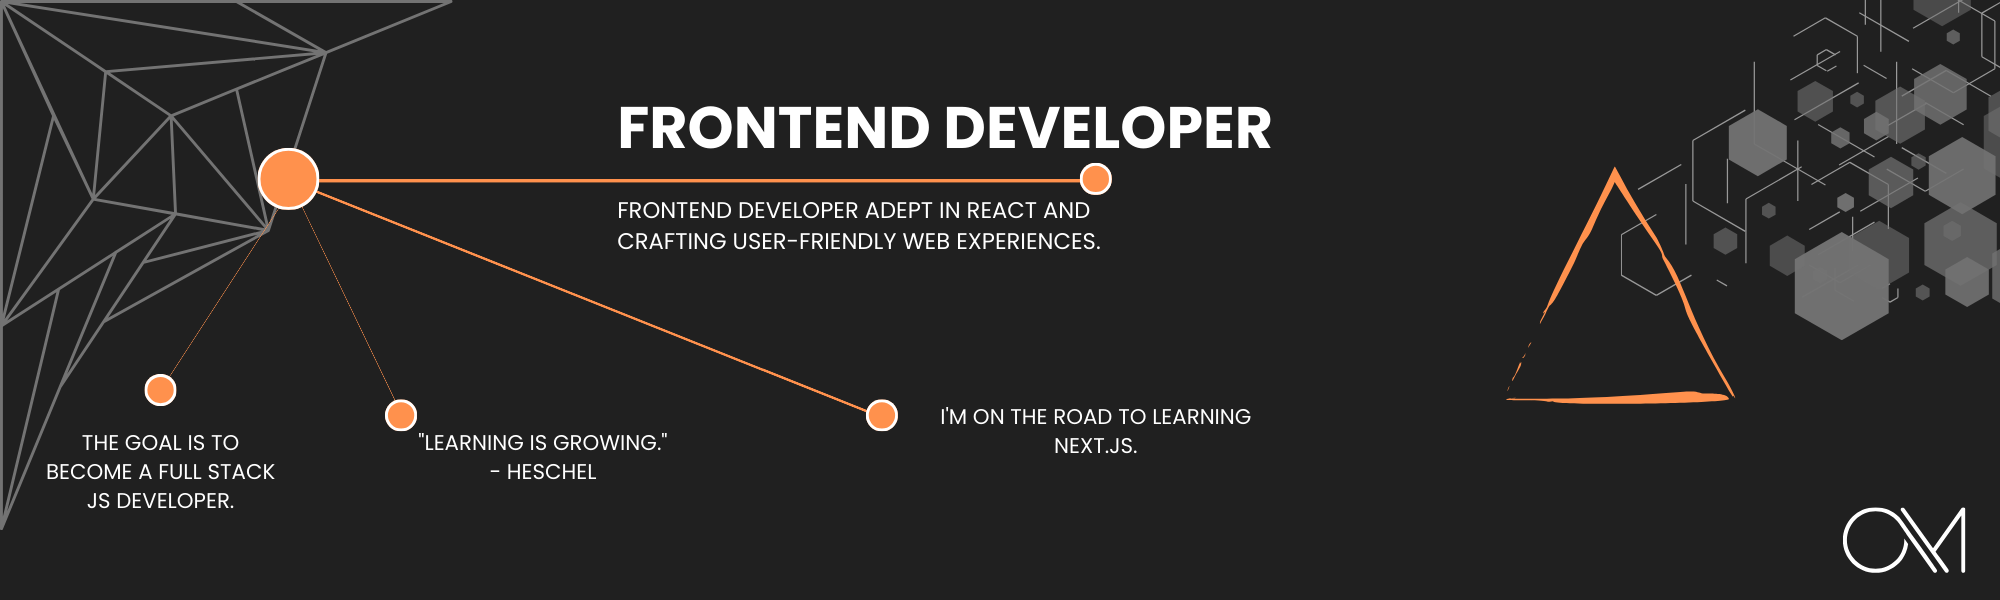 FRONTEND DEVELOPER
FRONTEND DEVELOPER ADEPT IN REACT AND
CRAFTING USER-FRIENDLY WEB EXPERIENCES.
THE GOAL IS TO
BECOME A FULL STACK
JS DEVELOPER.
"LEARNING IS GROWING."
- HESCHEL
I'M ON THE ROAD TO LEARNING
NEXT.JS.
OM